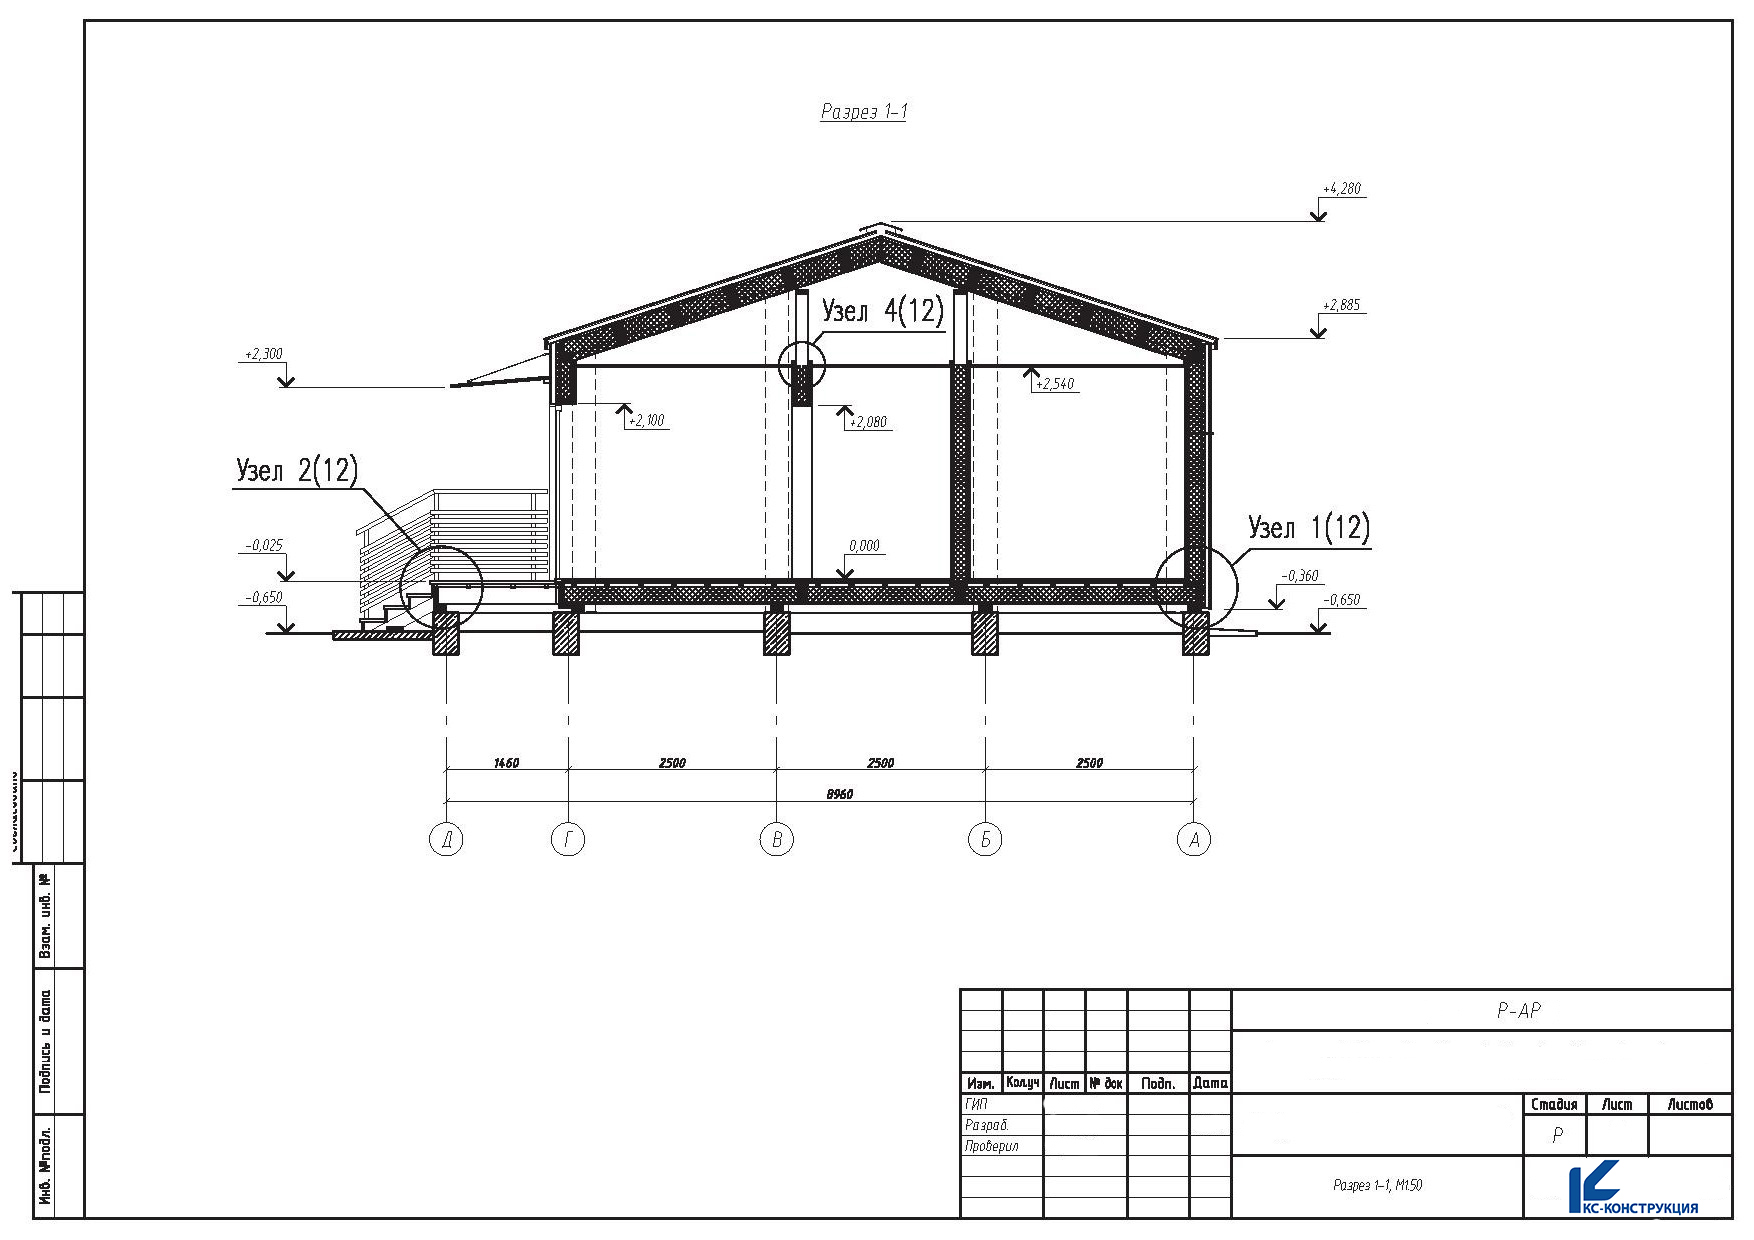 Разрез 1-1
+4,280
+2,885
Узел 4(12)
+2,300
+2,540
+2,100
+2,080
Узел 2(12)
Узел 1(12)
-0,025
0,000
-0,360
-0,650
-0,650
1460
2500
2500
2500
8960
Д
Г
В
Б
А
Согласовано
Взам. инв. №
Подпись и дата
Инв. №подл.
Р-АР
Изм. Кол.уч Лист № док Подп. Дата
ГИП
Разраб.
Проверил
Стадия Лист Листов
Р
Разрез 1-1, М1:50
КС-КОНСТРУКЦИЯ